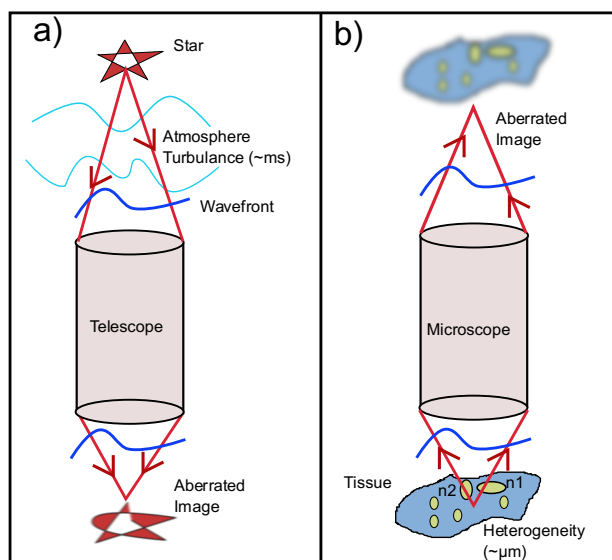 a)
Star
Atmosphere
Turbulance (~ms)
Wavefront
Telescope
Aberrated
Image
b)
Aberrated
Image
Microscope
Tissue
n2
n1
Heterogeneity
(~µm)